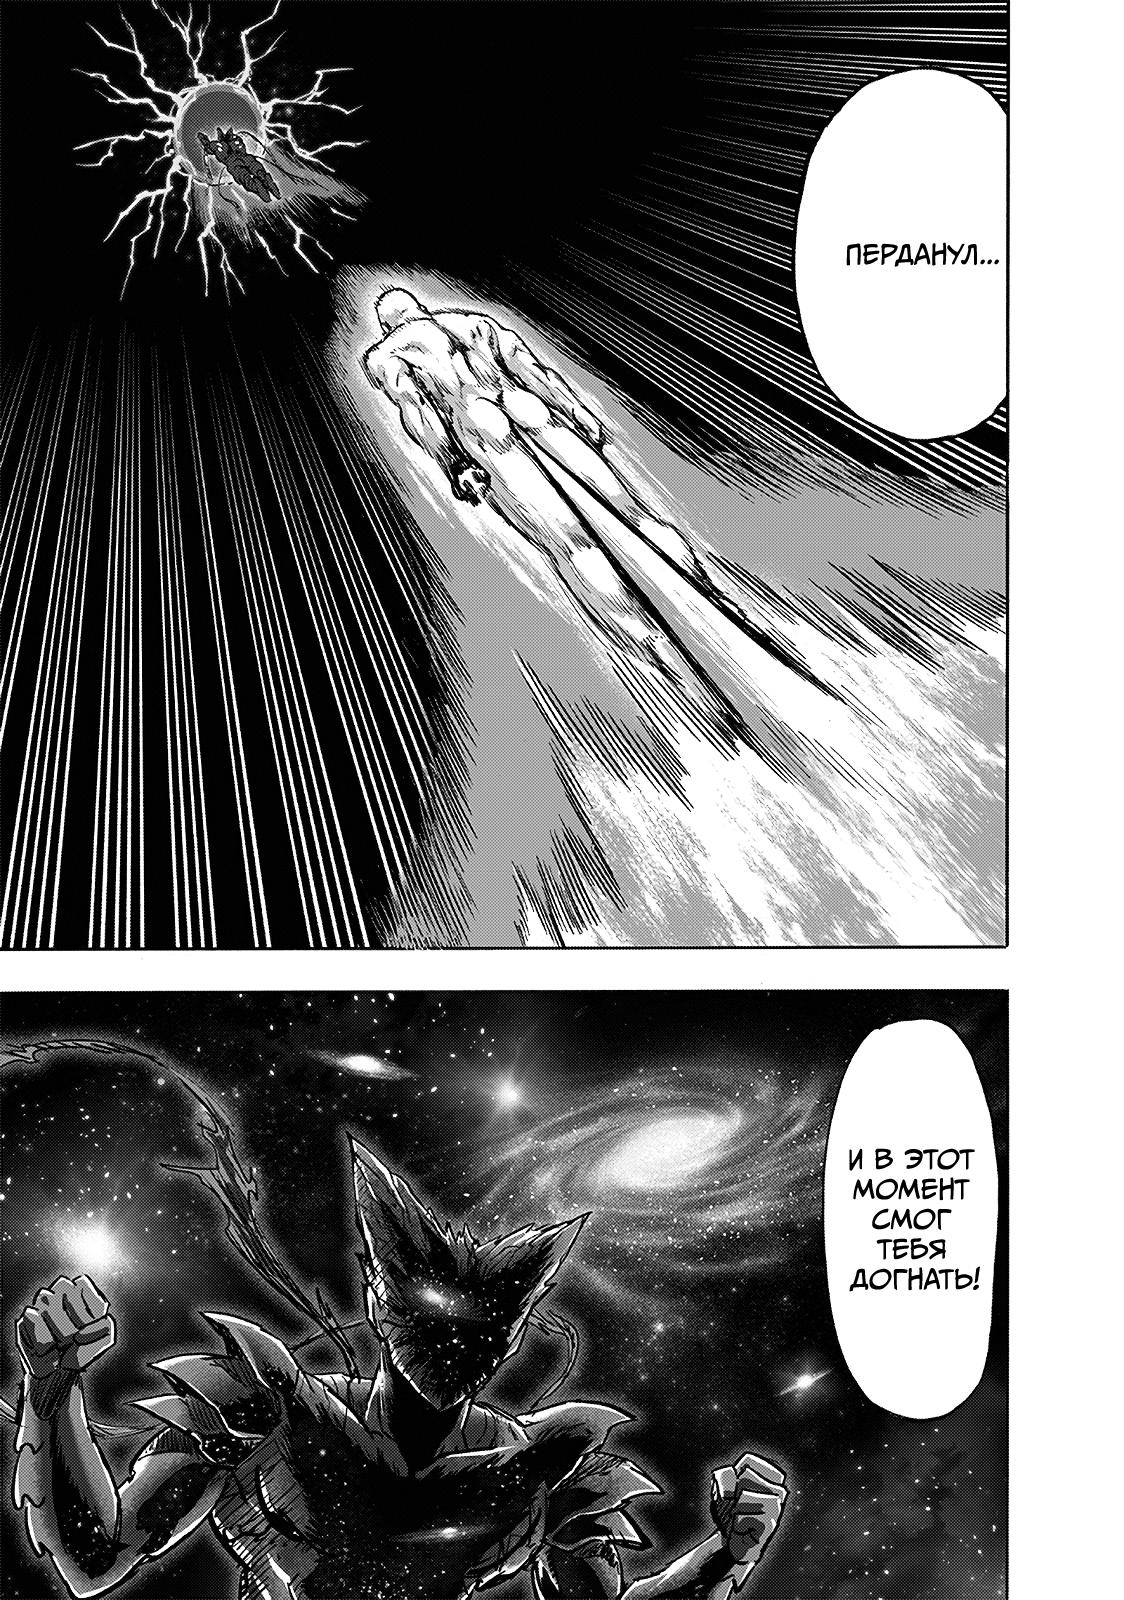 ПЕРДАНУЛ...
И В ЭТОТ
МОМЕНТ
СМОГ
ТЕБЯ
ДОГНАТЬ!